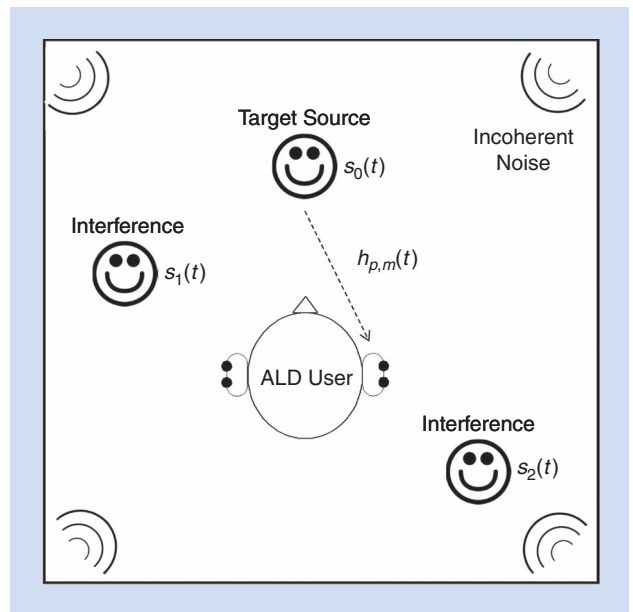 Target Source
s0(t)
Incoherent
Noise
Interference
s1(t)
hp,m(t)
ALD User
Interference
s2(t)